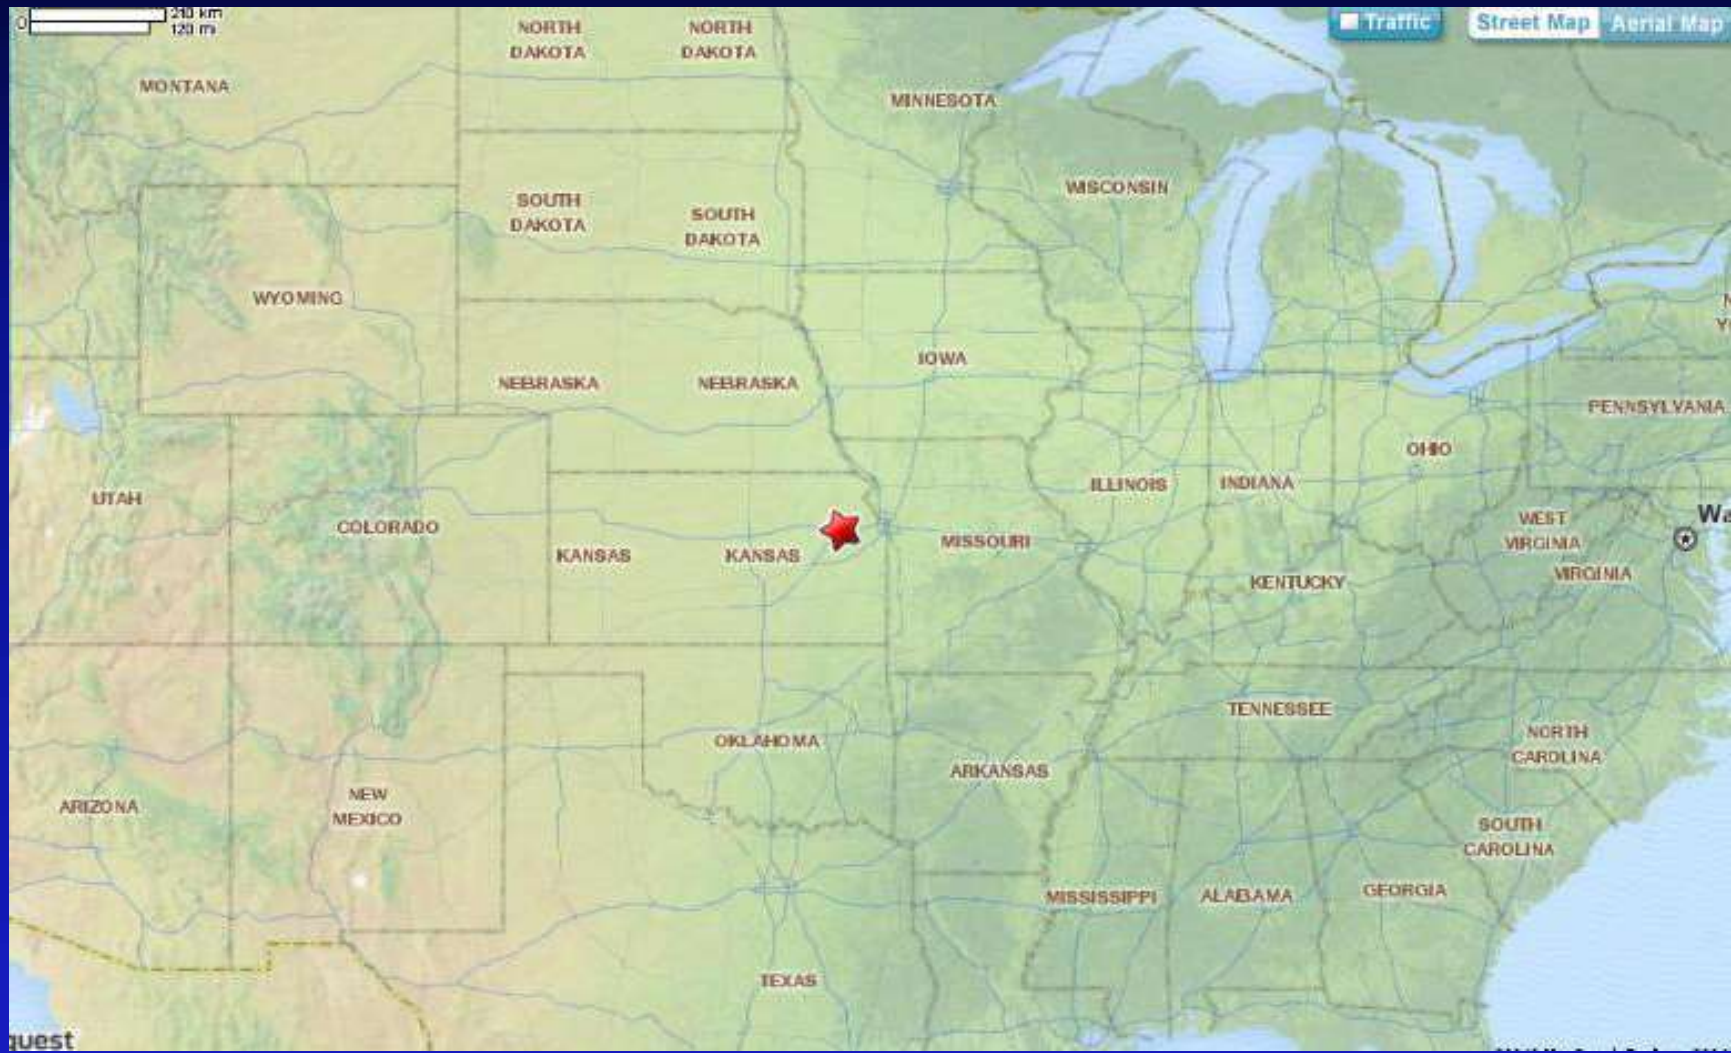 0
210 km
120 mi
Traffic
Street Map
Aerial Map
NORTH
DAKOTA
NORTH
DAKOTA
MONTANA
MINNESOTA
WISCONSIN
SOUTH
DAKOTA
SOUTH
DAKOTA
WYOMING
IOWA
NEBRASKA
NEBRASKA
PENNSYLVANIA
OHIO
ILLINOIS
INDIANA
UTAH
COLORADO
WEST
VIRGINIA
Wa
KANSAS
KANSAS
MISSOURI
KENTUCKY
VIRGINIA
TENNESSEE
OKLAHOMA
NORTH
CAROLINA
ARKANSAS
ARIZONA
NEW
MEXICO
SOUTH
CAROLINA
MISSISSIPPI
ALABAMA
GEORGIA
TEXAS
quest